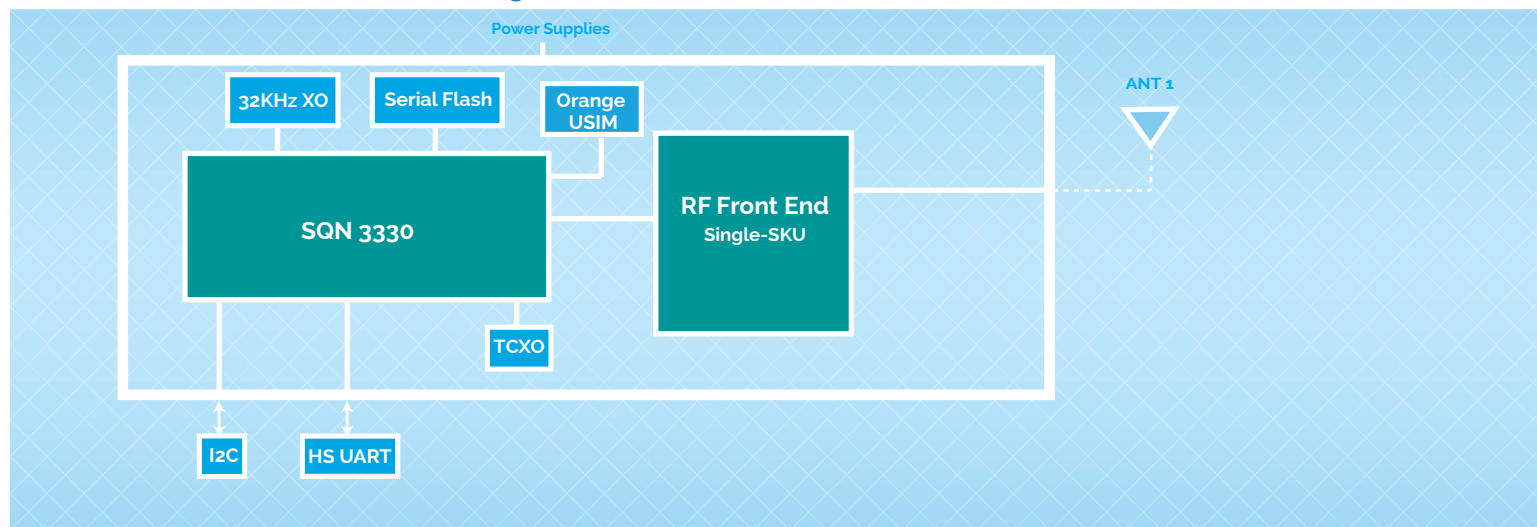 Power Supplies
32KHz XO
Serial Flash
Orange
USIM
ANT 1
SQN 3330
RF Front End
Single-SKU
TCXO
I2C
HS UART